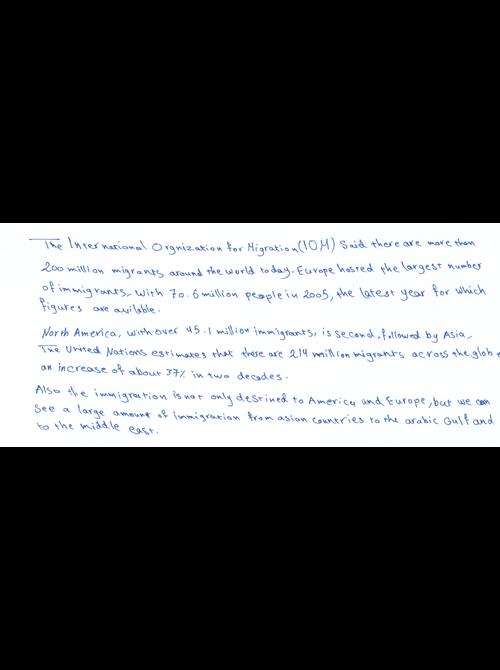 The International Orgnization for Migration (IOM) Said there are more than
200 million migrants around the world today. Europe hosted the largest number
of immigrants, with 70.6 million people in 2005, the latest year for which
figures are avilable.
North America, with over 45.1 million immigrants, is second, followed by Asia.
The United Nations estimates that there are 214 million migrants across the glob
an increase of about 37% in two decades.
Also the immigration is not only destined to America and Europe, but we can
see a large amount of immigration from asian countries to the arabic Gulf and
to the middle east.